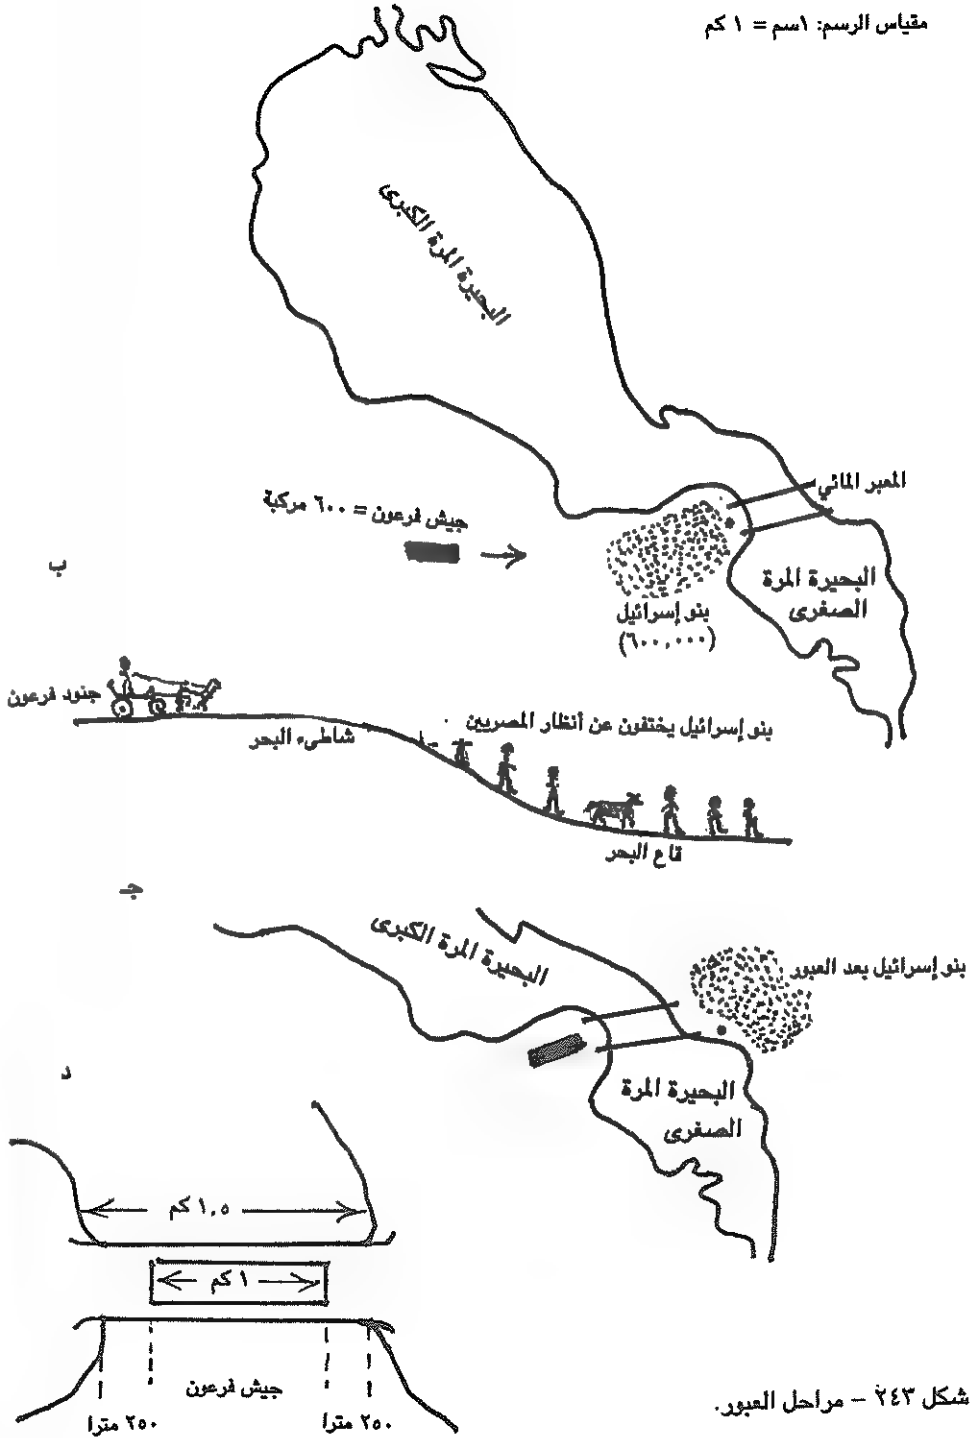 مقياس الرسم: ١سم = ١ كم
البحيرة المرة الكبرى
المعبر المائي
جيش فرعون = ٦٠٠ مركبة
البحيرة المرة
الصغرى
بنو إسرائيل
(٦٠٠,٠٠٠)
ب
جنود فرعون
شاطىء البحر
بنو إسرائيل يختفون عن أنظار المصريين
قاع البحر
جـ
البحيرة المرة الكبرى
بنو إسرائيل بعد العبور
البحيرة المرة
الصغرى
د
١,٥ كم
١ كم
جيش فرعون
٢٥٠ مترا
٢٥٠ مترا
شكل ٢٤٣ – مراحل العبور.